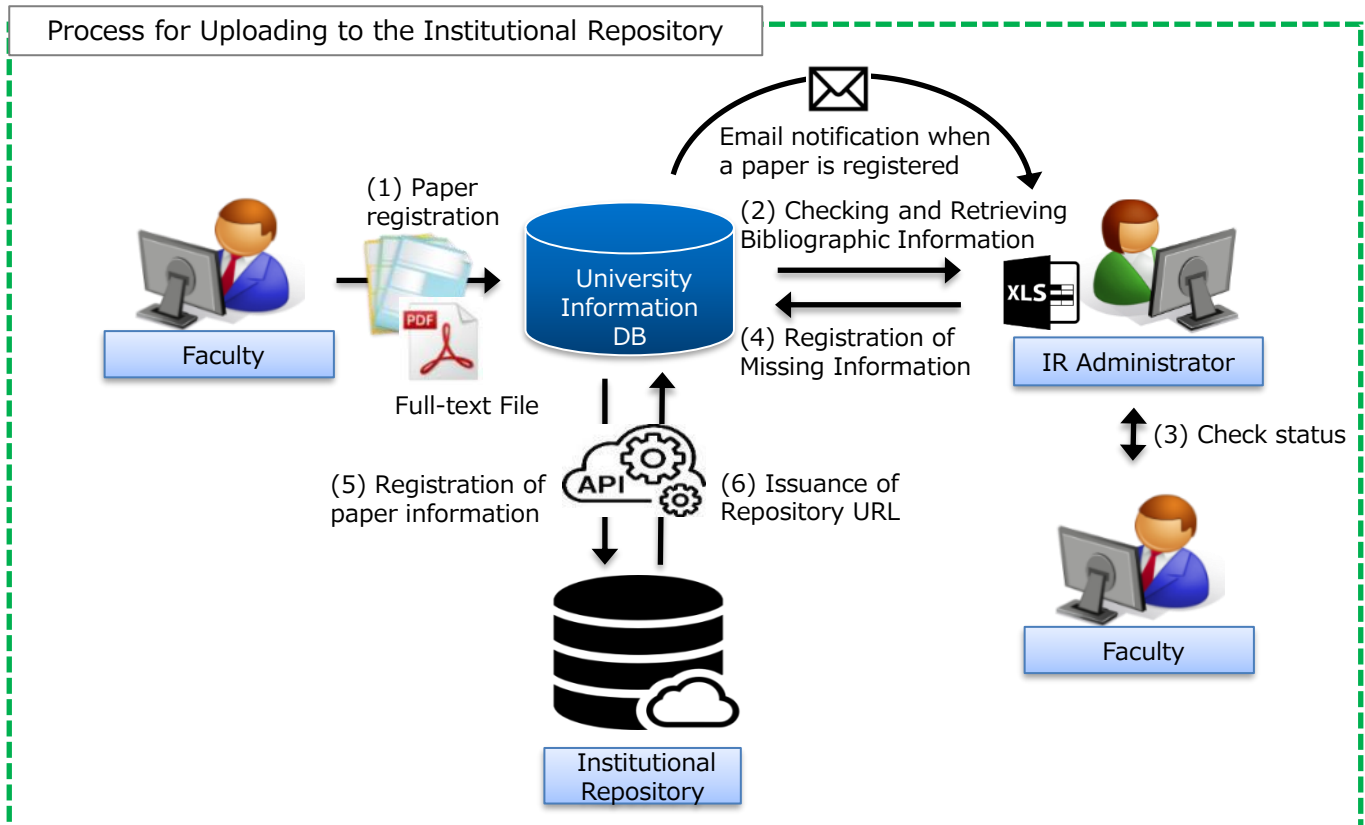 Process for Uploading to the Institutional Repository
Email notification when
a paper is registered
(1) Paper
registration
(2) Checking and Retrieving
Bibliographic Information
University
Information
DB
XLS
PDF
Faculty
(4) Registration of
Missing Information
IR Administrator
Full-text File
(3) Check status
(5) Registration of
paper information
API
(6) Issuance of
Repository URL
Faculty
Institutional
Repository